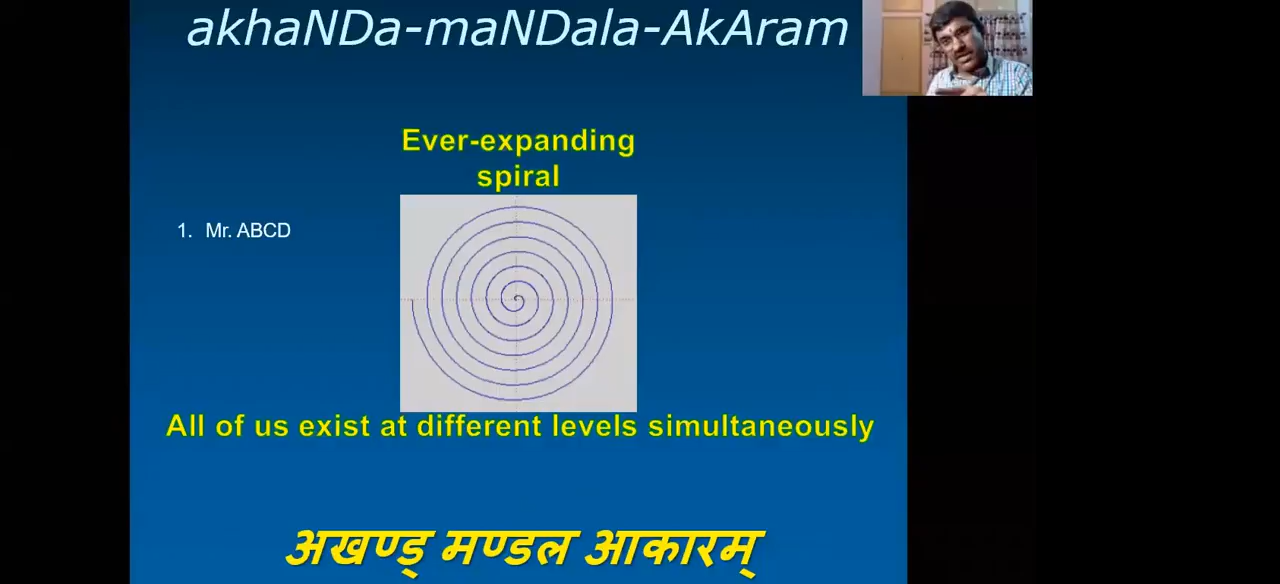 akhaNDa-maNDala-AkAram
Ever-expanding
spiral
1. Mr. ABCD
All of us exist at different levels simultaneously
अखण्ड् मण्डल आकारम्